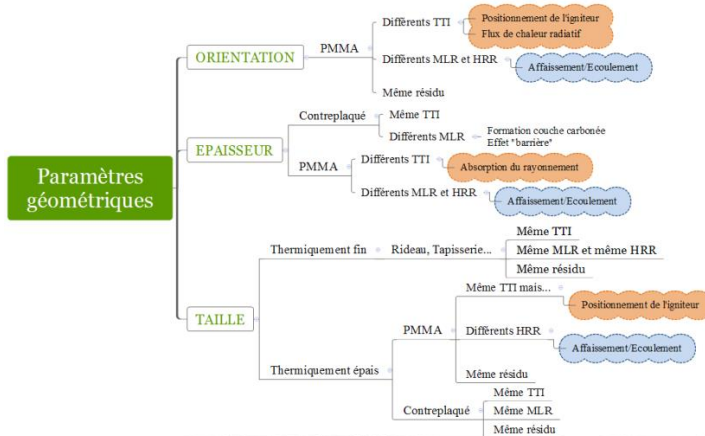 Paramètres
géométriques
ORIENTATION
PMMA
Différents TTI
Positionnement de l'igniteur
Flux de chaleur radiatif
Différents MLR et HRR
Affaissement/Ecoulement
Même résidu
EPAISSEUR
Contreplaqué
Même TTI
Différents MLR
Formation couche carbonée
Effet "barrière"
PMMA
Différents TTI
Absorption du rayonnement
Différents MLR et HRR
Affaissement/Ecoulement
TAILLE
Thermiquement fin
Rideau, Tapisserie...
Même TTI
Même MLR et même HRR
Même résidu
Thermiquement épais
PMMA
Même TTI mais...
Positionnement de l'igniteur
Différents HRR
Affaissement/Ecoulement
Même résidu
Contreplaqué
Même TTI
Même MLR
Même résidu